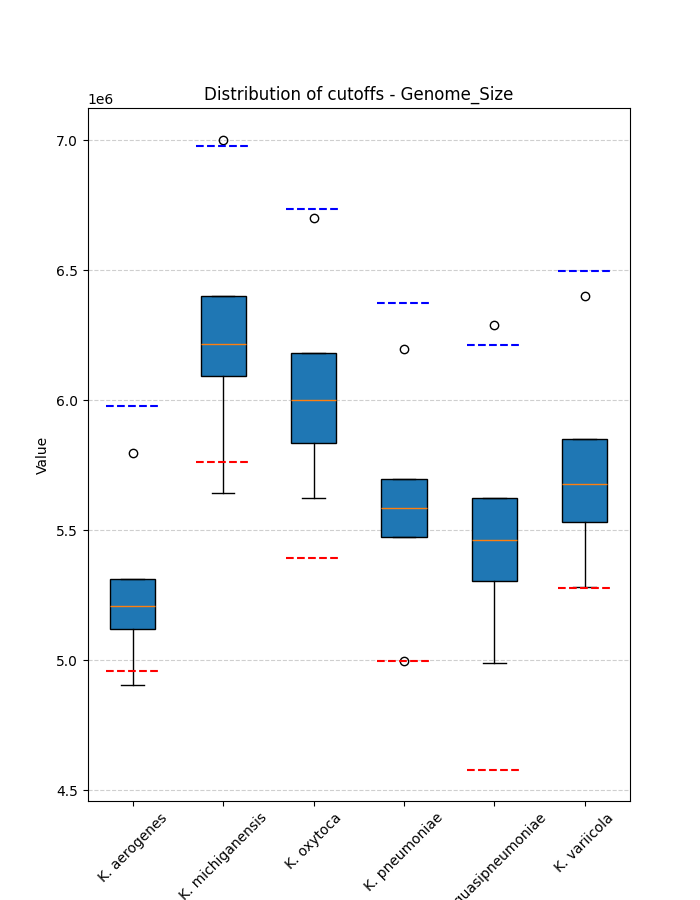 Distribution of cutoffs - Genome_Size
1e6
7.0
6.5
6.0
5.5
5.0
4.5
Value
K. aerogenes
K. michiganensis
K. oxytoca
K. pneumoniae
quasipneumoniae
K. variicola